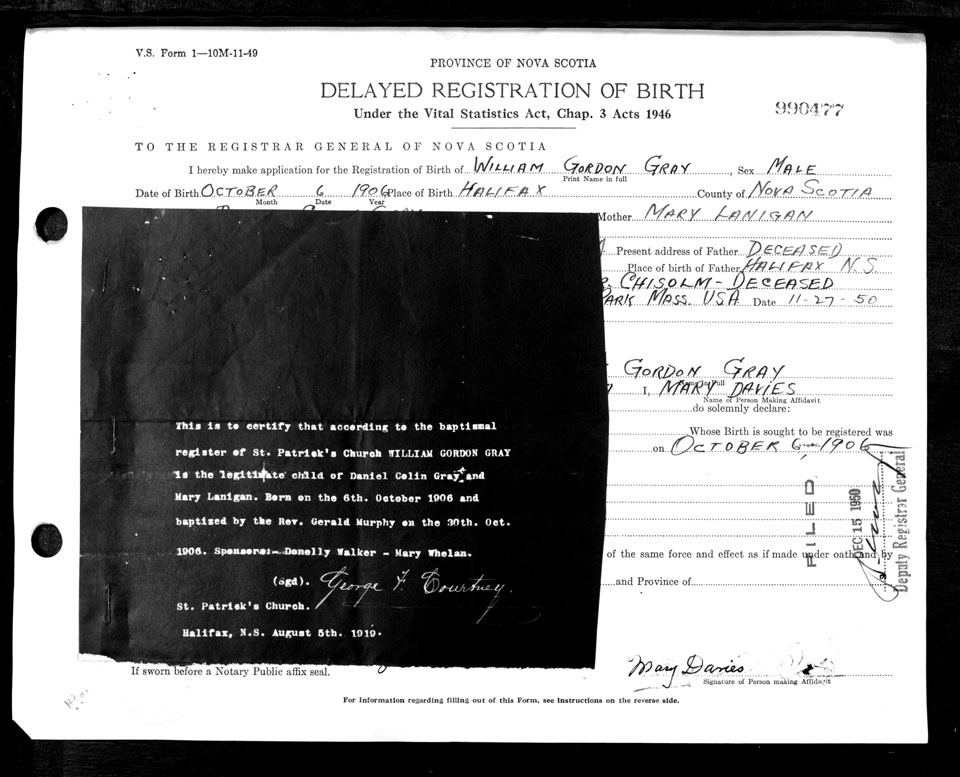 V.S. Form 1—10M-11-49
PROVINCE OF NOVA SCOTIA
DELAYED REGISTRATION OF BIRTH
Under the Vital Statistics Act, Chap. 3 Acts 1946
990477
TO THE REGISTRAR GENERAL OF NOVA SCOTIA
I hereby make application for the Registration of Birth of WILLIAM GORDON GRAY, Sex MALE
Print Name in full
Date of Birth OCTOBER 6 1906 Place of Birth HALIFAX County of NOVA SCOTIA
Month Date Year
Mother MARY LANIGAN
Present address of Father DECEASED
Place of birth of Father HALIFAX N.S.
CHISOLM - DECEASED
PARK MASS. USA Date 11-27-50
GORDON GRAY
Name in Full
I, MARY DAVIES
Name of Person Making Affidavit
do solemnly declare:
Whose Birth is sought to be registered was
on OCTOBER 6 - 1906
This is to certify that according to the baptismal
register of St. Patrick's Church WILLIAM GORDON GRAY
is the legitimate child of Daniel Colin Gray and
Mary Lanigan. Born on the 6th. October 1906 and
baptized by the Rev. Gerald Murphy on the 30th. Oct.
1906. Sponsors:- Donelly Walker - Mary Whelan.
(sgd). George F. Courtney.
St. Patrick's Church.
Halifax, N.S. August 5th. 1919.
FILED
DEC 15 1950
Deputy Registrar General
of the same force and effect as if made under oath and by
and Province of
If sworn before a Notary Public affix seal.
Mary Davies
Signature of Person making Affidavit
For Information regarding filling out of this Form, see instructions on the reverse side.